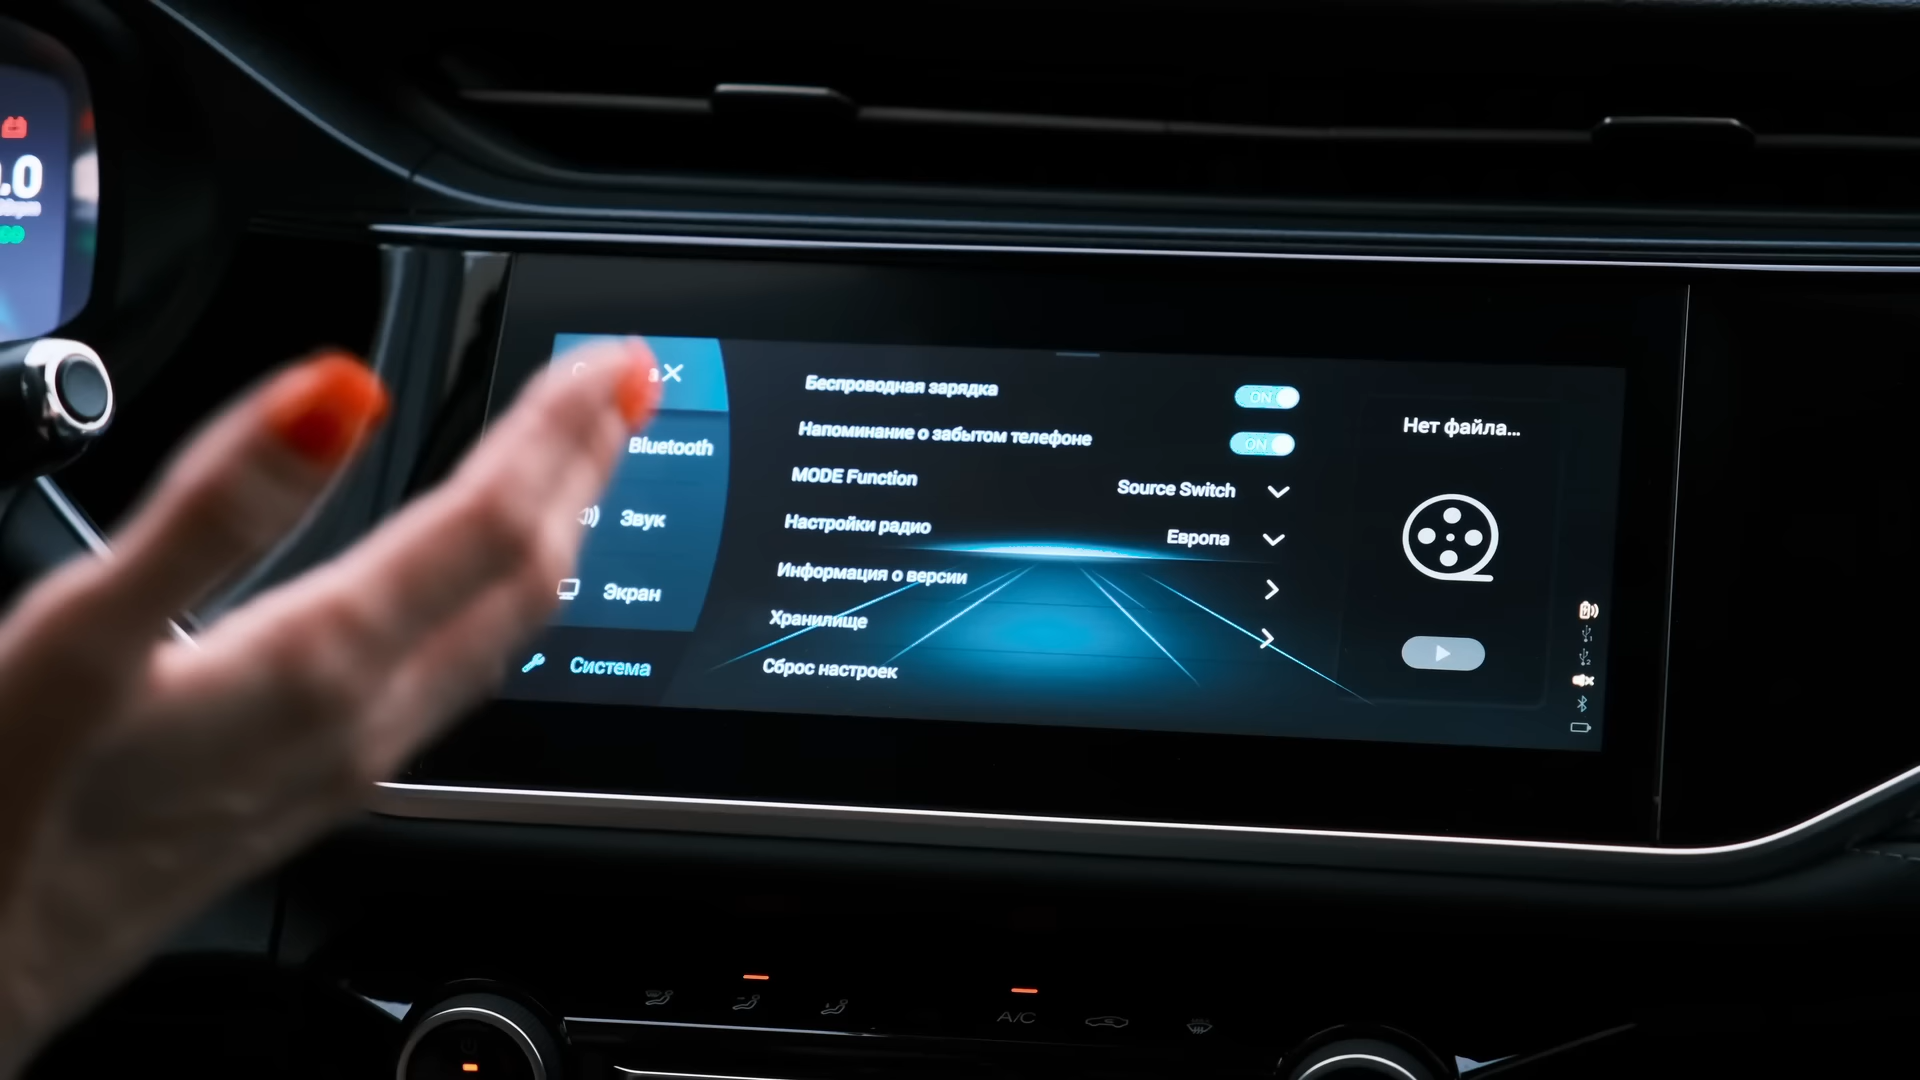 .0
Bluetooth
Звук
Экран
Система
Беспроводная зарядка ON
Напоминание о забытом телефоне ON
MODE Function Source Switch
Настройки радио Европа
Информация о версии
Хранилище
Сброс настроек
Нет файла...
A/C